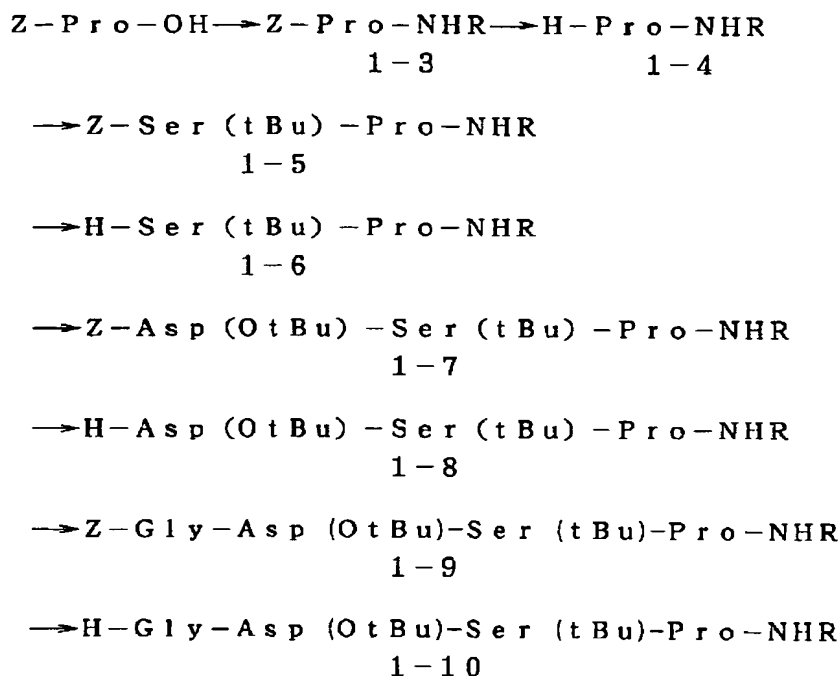 Z-Pro-OH→Z-Pro-NHR→H-Pro-NHR
1-3 1-4
→Z-Ser (tBu) -Pro-NHR
1-5
→H-Ser (tBu) -Pro-NHR
1-6
→Z-Asp (OtBu) -Ser (tBu) -Pro-NHR
1-7
→H-Asp (OtBu) -Ser (tBu) -Pro-NHR
1-8
→Z-Gly-Asp (OtBu)-Ser (tBu)-Pro-NHR
1-9
→H-Gly-Asp (OtBu)-Ser (tBu)-Pro-NHR
1-10